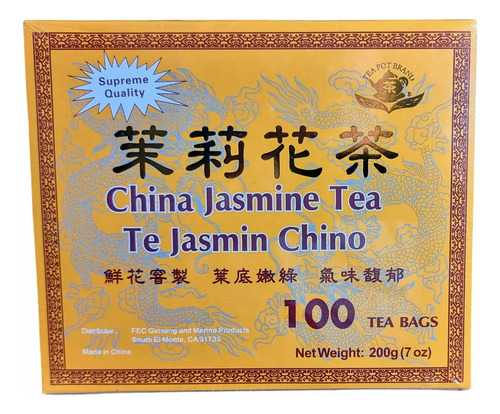 Supreme
Quality
TEA POT BRAND
茶
茉莉花茶
China Jasmine Tea
Te Jasmin Chino
鮮花窨製 葉底嫩綠 氣味馥郁
100 TEA BAGS
Distributor : FEC Ginseng and Marine Products
South El Monte, CA 91733
Made in China
Net Weight: 200g (7 oz)